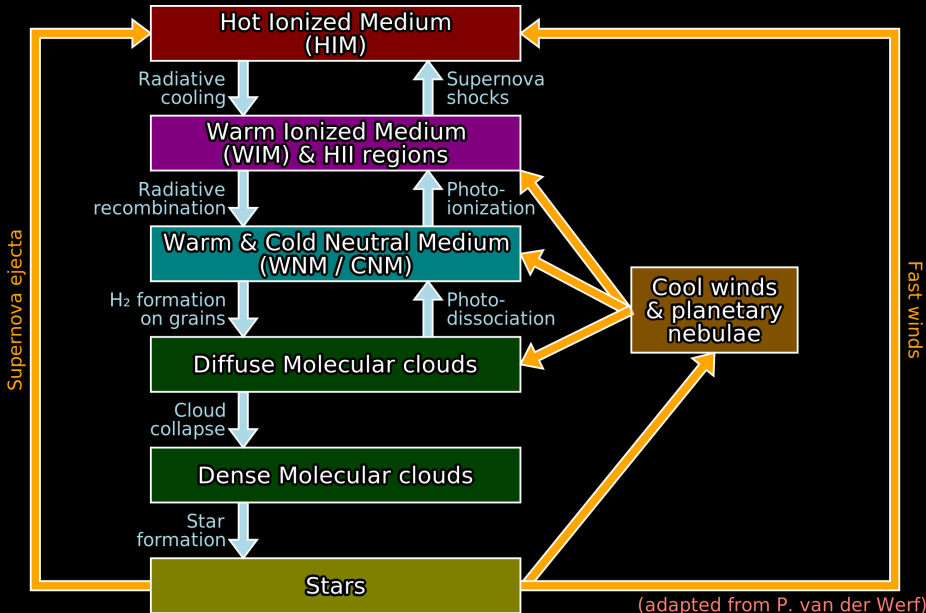 Hot Ionized Medium
(HIM)
Radiative
cooling
Supernova
shocks
Warm Ionized Medium
(WIM) & HII regions
Radiative
recombination
Photo-
ionization
Warm & Cold Neutral Medium
(WNM / CNM)
H₂ formation
on grains
Photo-
dissociation
Diffuse Molecular clouds
Cloud
collapse
Dense Molecular clouds
Star
formation
Stars
Supernova ejecta
Cool winds
& planetary
nebulae
Fast winds
(adapted from P. van der Werf)